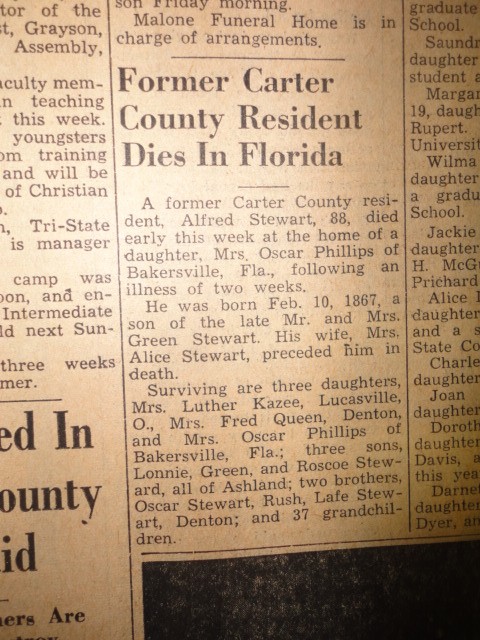 tor of the
st, Grayson,
Assembly,
aculty mem-
n teaching
this week.
youngsters
om training
and will be
of Christian
n, Tri-State
is manager
camp was
oon, and en-
Intermediate
ld next Sun-
three weeks
mer.
ed In
ounty
id
ners Are
son Friday morning.
Malone Funeral Home is in
charge of arrangements.
Former Carter
County Resident
Dies In Florida
A former Carter County resi-
dent, Alfred Stewart, 88, died
early this week at the home of a
daughter, Mrs. Oscar Phillips of
Bakersville, Fla., following an
illness of two weeks.
He was born Feb. 10, 1867, a
son of the late Mr. and Mrs.
Green Stewart. His wife, Mrs.
Alice Stewart, preceded him in
death.
Surviving are three daughters,
Mrs. Luther Kazee, Lucasville,
O., Mrs. Fred Queen, Denton,
and Mrs. Oscar Phillips of
Bakersville, Fla.; three sons,
Lonnie, Green, and Roscoe Stew-
ard, all of Ashland; two brothers,
Oscar Stewart, Rush, Lafe Stew-
art, Denton; and 37 grandchil-
dren.
graduate
School.
Saundr
daughter
student a
Margar
19, daugh
Rupert.
Universit
Wilma
daughter
a gradu
School.
Jackie
daughter
H. McGu
Prichard
Alice I
daughter
and a s
State Co
Charle
daughter
Joan
daughter
Doroth
Davis, a
this year
Darnet
daughter
Dyer, an